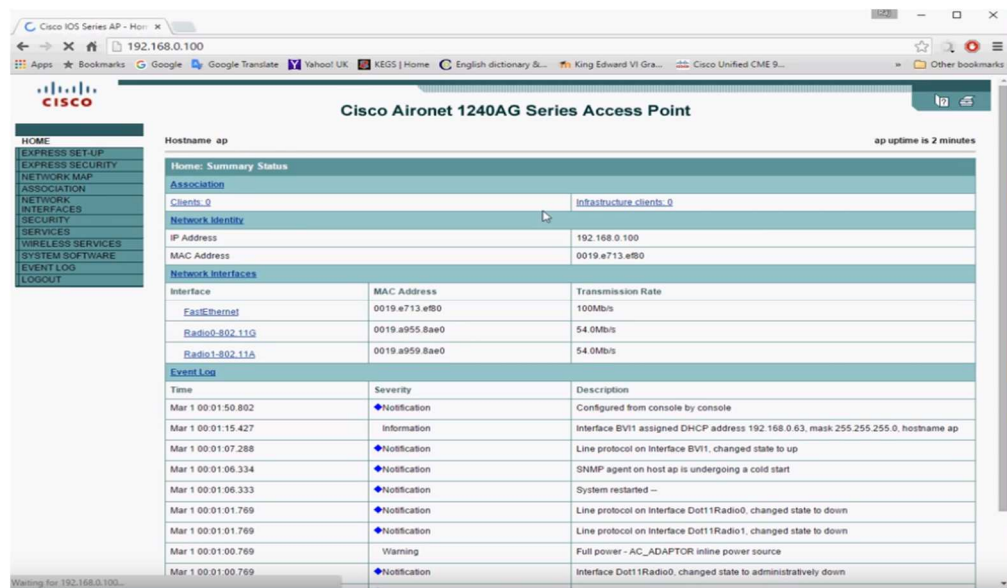 Cisco IOS Series AP - Hom
192.168.0.100
Apps Bookmarks Google Google Translate Yahoo! UK KEGS | Home English dictionary &... King Edward VI Gra... Cisco Unified CME 9... » Other bookmarks
CISCO
Cisco Aironet 1240AG Series Access Point
HOME
EXPRESS SET-UP
EXPRESS SECURITY
NETWORK MAP
ASSOCIATION
NETWORK
INTERFACES
SECURITY
SERVICES
WIRELESS SERVICES
SYSTEM SOFTWARE
EVENT LOG
LOGOUT
Hostname ap
ap uptime is 2 minutes
Home: Summary Status
Association
Clients: 0 Infrastructure clients: 0
Network Identity
IP Address 192.168.0.100
MAC Address 0019.e713.ef80
Network Interfaces
Interface MAC Address Transmission Rate
FastEthernet 0019.e713.ef80 100Mb/s
Radio0-802.11G 0019.a955.8ae0 54.0Mb/s
Radio1-802.11A 0019.a959.8ae0 54.0Mb/s
Event Log
Time Severity Description
Mar 1 00:01:50.802 Notification Configured from console by console
Mar 1 00:01:15.427 Information Interface BVI1 assigned DHCP address 192.168.0.63, mask 255.255.255.0, hostname ap
Mar 1 00:01:07.288 Notification Line protocol on Interface BVI1, changed state to up
Mar 1 00:01:06.334 Notification SNMP agent on host ap is undergoing a cold start
Mar 1 00:01:06.333 Notification System restarted --
Mar 1 00:01:01.769 Notification Line protocol on Interface Dot11Radio0, changed state to down
Mar 1 00:01:01.769 Notification Line protocol on Interface Dot11Radio1, changed state to down
Mar 1 00:01:00.769 Warning Full power - AC_ADAPTOR inline power source
Mar 1 00:01:00.769 Notification Interface Dot11Radio0, changed state to administratively down
Waiting for 192.168.0.100...